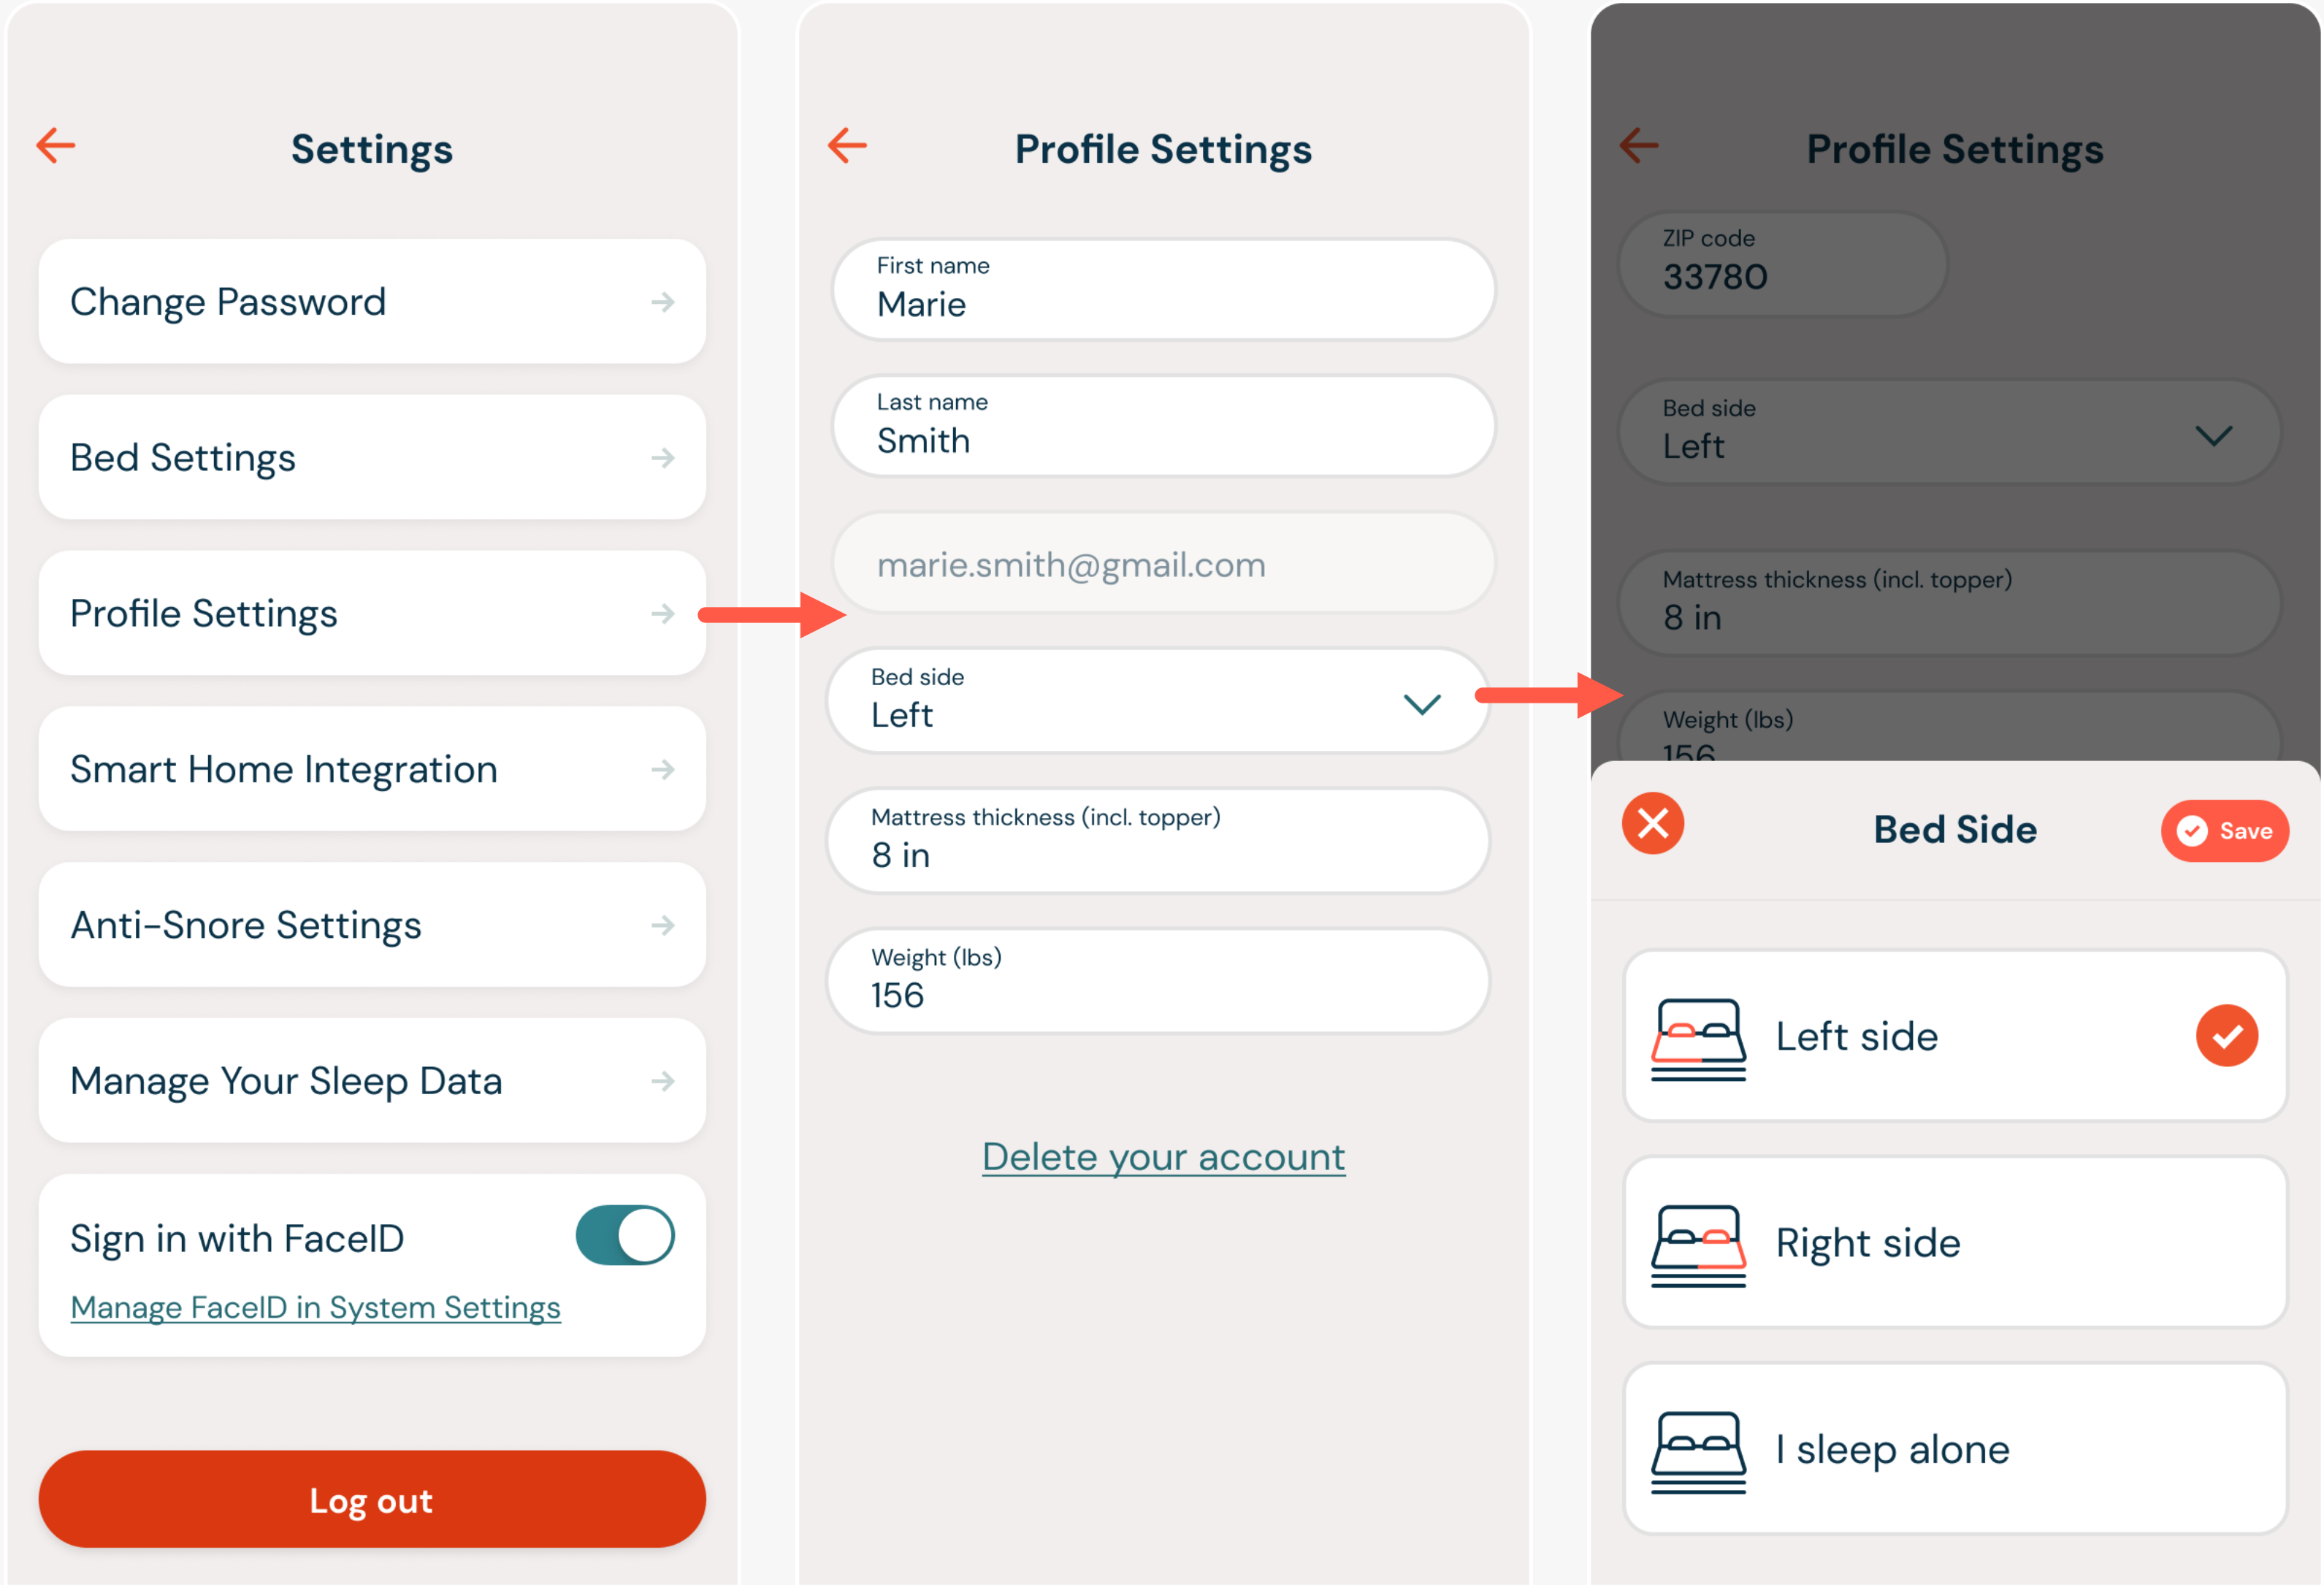 Settings
Change Password
Bed Settings
Profile Settings
Smart Home Integration
Anti-Snore Settings
Manage Your Sleep Data
Sign in with FaceID
Manage FaceID in System Settings
Log out
Profile Settings
First name
Marie
Last name
Smith
marie.smith@gmail.com
Bed side
Left
Mattress thickness (incl. topper)
8 in
Weight (lbs)
156
Delete your account
Profile Settings
ZIP code
33780
Bed side
Left
Mattress thickness (incl. topper)
8 in
Weight (lbs)
156
Bed Side
Save
Left side
Right side
I sleep alone